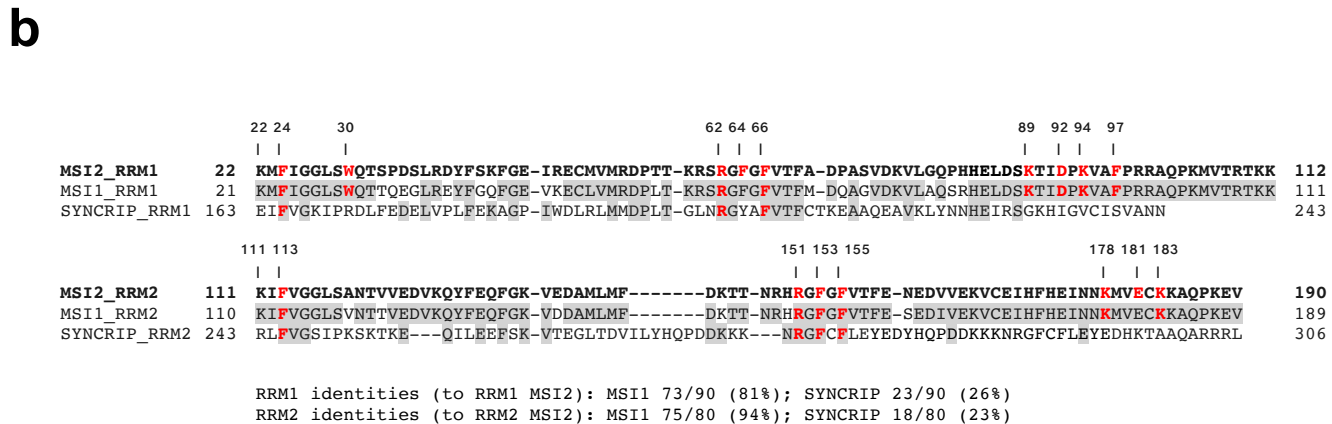 b
22 24 30 62 64 66 89 92 94 97
MSI2_RRM1 22 KMFIGGLSWQTSPDSLRDYFSKFGE-IRECMVMRDPTT-KRSRGFGFVTFA-DPASVDKVLGQPHHELDSKTIDPKVAFPRRAQPKMVTRTKK 112
MSI1_RRM1 21 KMFIGGLSWQTTQEGLREYFGQFGE-VKECLVMRDPLT-KRSRGFGFVTFM-DQAGVDKVLAQSRHELDSKTIDPKVAFPRRAQPKMVTRTKK 111
SYNCRIP_RRM1 163 EIFVGKIPRDLFEDELVPLFEKAGP-IWDLRLMMDPLT-GLNRGYAFVTFCTKEAAQEAVKLYNNHEIRSGKHIGVCISVANN 243
111 113 151 153 155 178 181 183
MSI2_RRM2 111 KIFVGGLSANTVVEDVKQYFEQFGK-VEDAMLMF-------DKTT-NRHRGFGFVTFE-NEDVVEKVCEIHFHEINNKMVECKKAQPKEV 190
MSI1_RRM2 110 KIFVGGLSVNTTVEDVKQYFEQFGK-VDDAMLMF-------DKTT-NRHRGFGFVTFE-SEDIVEKVCEIHFHEINNKMVECKKAQPKEV 189
SYNCRIP_RRM2 243 RLFVGSIPKSKTKE---QILEEFSK-VTEGLTDVILYHQPDDKKK---NRGFCFLEYEDYHQPDDKKKNRGFCFLEYEDHKTAAQARRRL 306
RRM1 identities (to RRM1 MSI2): MSI1 73/90 (81%); SYNCRIP 23/90 (26%)
RRM2 identities (to RRM2 MSI2): MSI1 75/80 (94%); SYNCRIP 18/80 (23%)